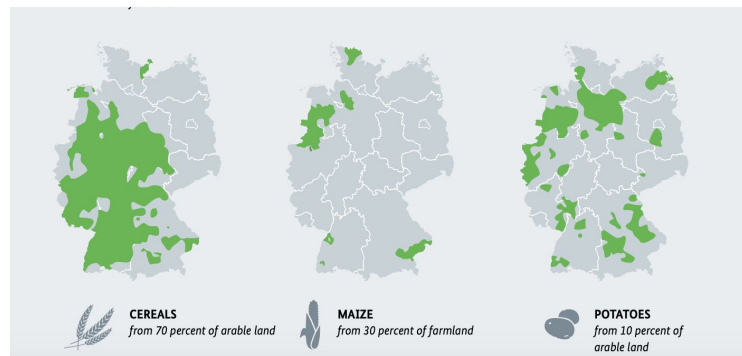 CEREALS
from 70 percent of arable land
MAIZE
from 30 percent of farmland
POTATOES
from 10 percent of
arable land